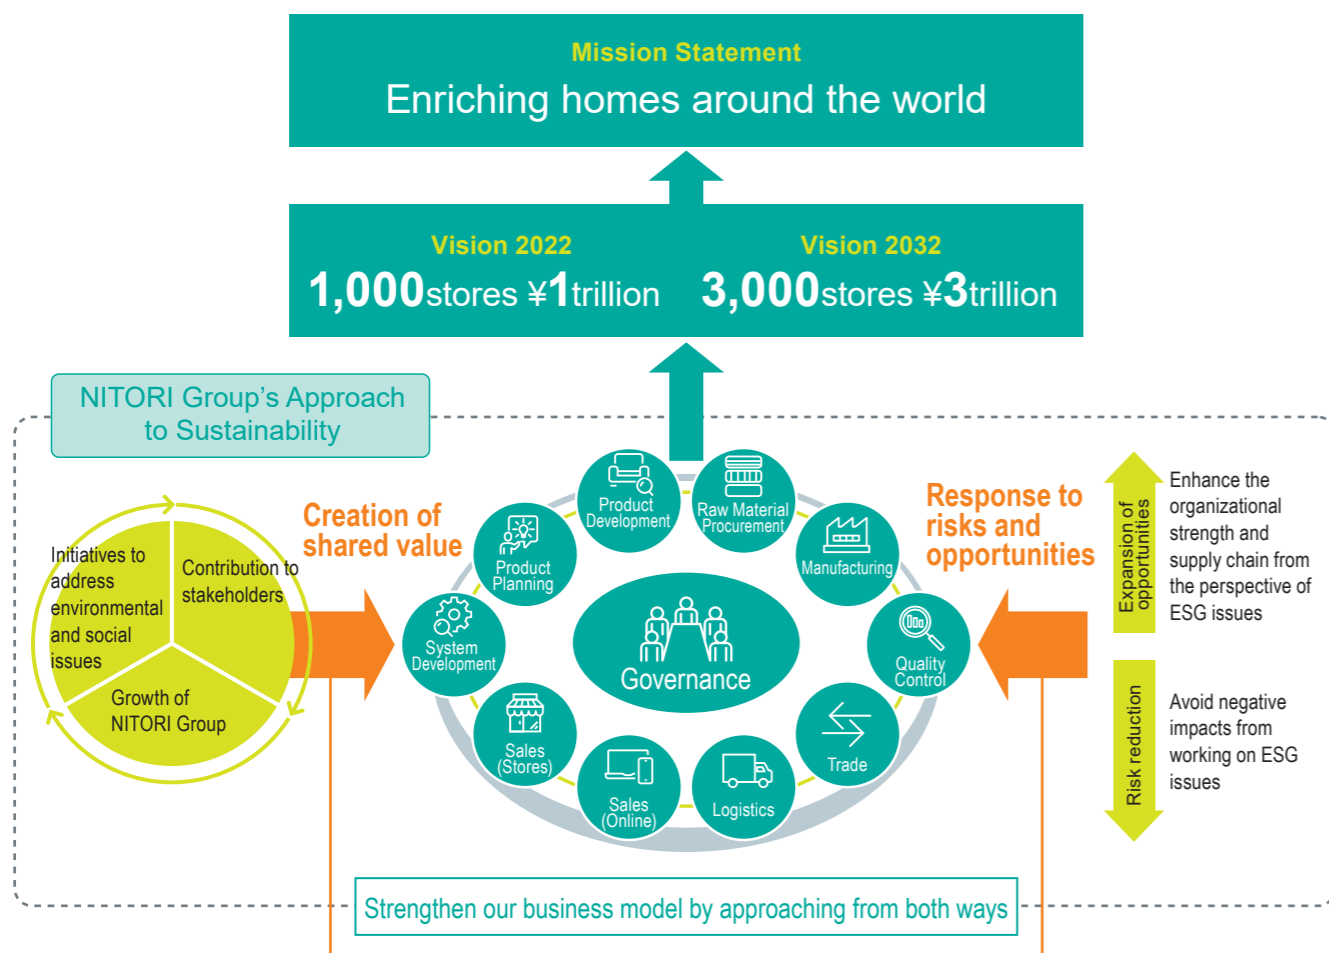 Mission Statement
Enriching homes around the world
Vision 2022
1,000stores ¥1trillion
Vision 2032
3,000stores ¥3trillion
NITORI Group’s Approach
to Sustainability
Initiatives to
address
environmental
and social
issues
Contribution to
stakeholders
Growth of
NITORI Group
Creation of
shared value
Product
Development
Raw Material
Procurement
Product
Planning
Manufacturing
System
Development
Governance
Quality
Control
Sales
(Stores)
Trade
Sales
(Online)
Logistics
Response to
risks and
opportunities
Expansion of
opportunities
Enhance the
organizational
strength and
supply chain from
the perspective of
ESG issues
Risk reduction
Avoid negative
impacts from
working on ESG
issues
Strengthen our business model by approaching from both ways